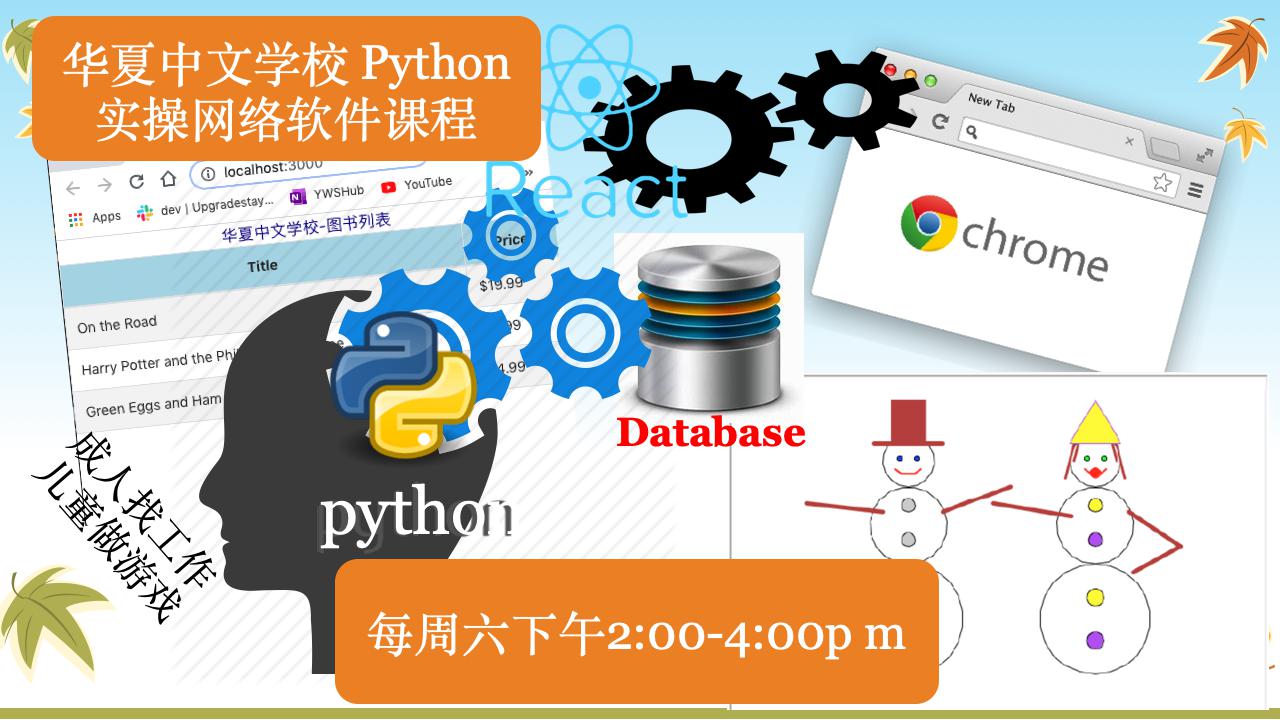 华夏中文学校 Python
实操网络软件课程
React
New Tab
chrome
localhost:3000
Apps
dev | Upgradestay...
YWSHub
YouTube
»
华夏中文学校-图书列表
Title
Price
On the Road
$19.99
Harry Potter and the
99
Green Eggs and Ham
4.99
Database
成人找工作
儿童做游戏
python
每周六下午2:00-4:00p m